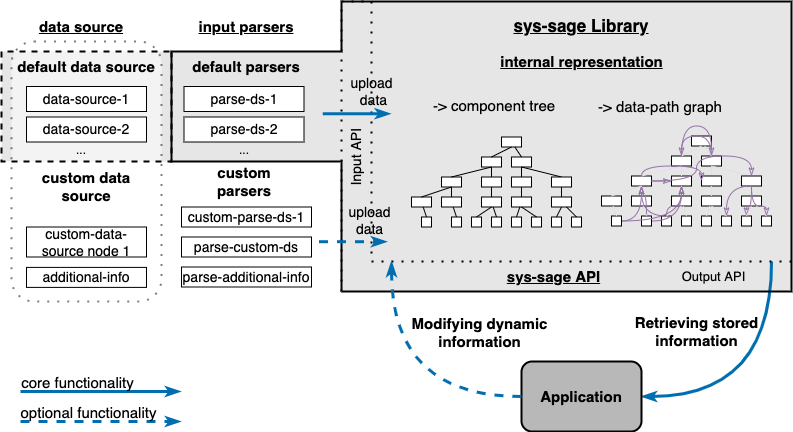 data source
input parsers
sys-sage Library
default data source
default parsers
internal representation
data-source-1
data-source-2
...
parse-ds-1
parse-ds-2
...
upload
data
-> component tree
-> data-path graph
Input API
custom data
source
custom
parsers
custom-data-
source node 1
additional-info
custom-parse-ds-1
parse-custom-ds
parse-additional-info
upload
data
sys-sage API
Output API
Modifying dynamic
information
Retrieving stored
information
Application
core functionality
optional functionality